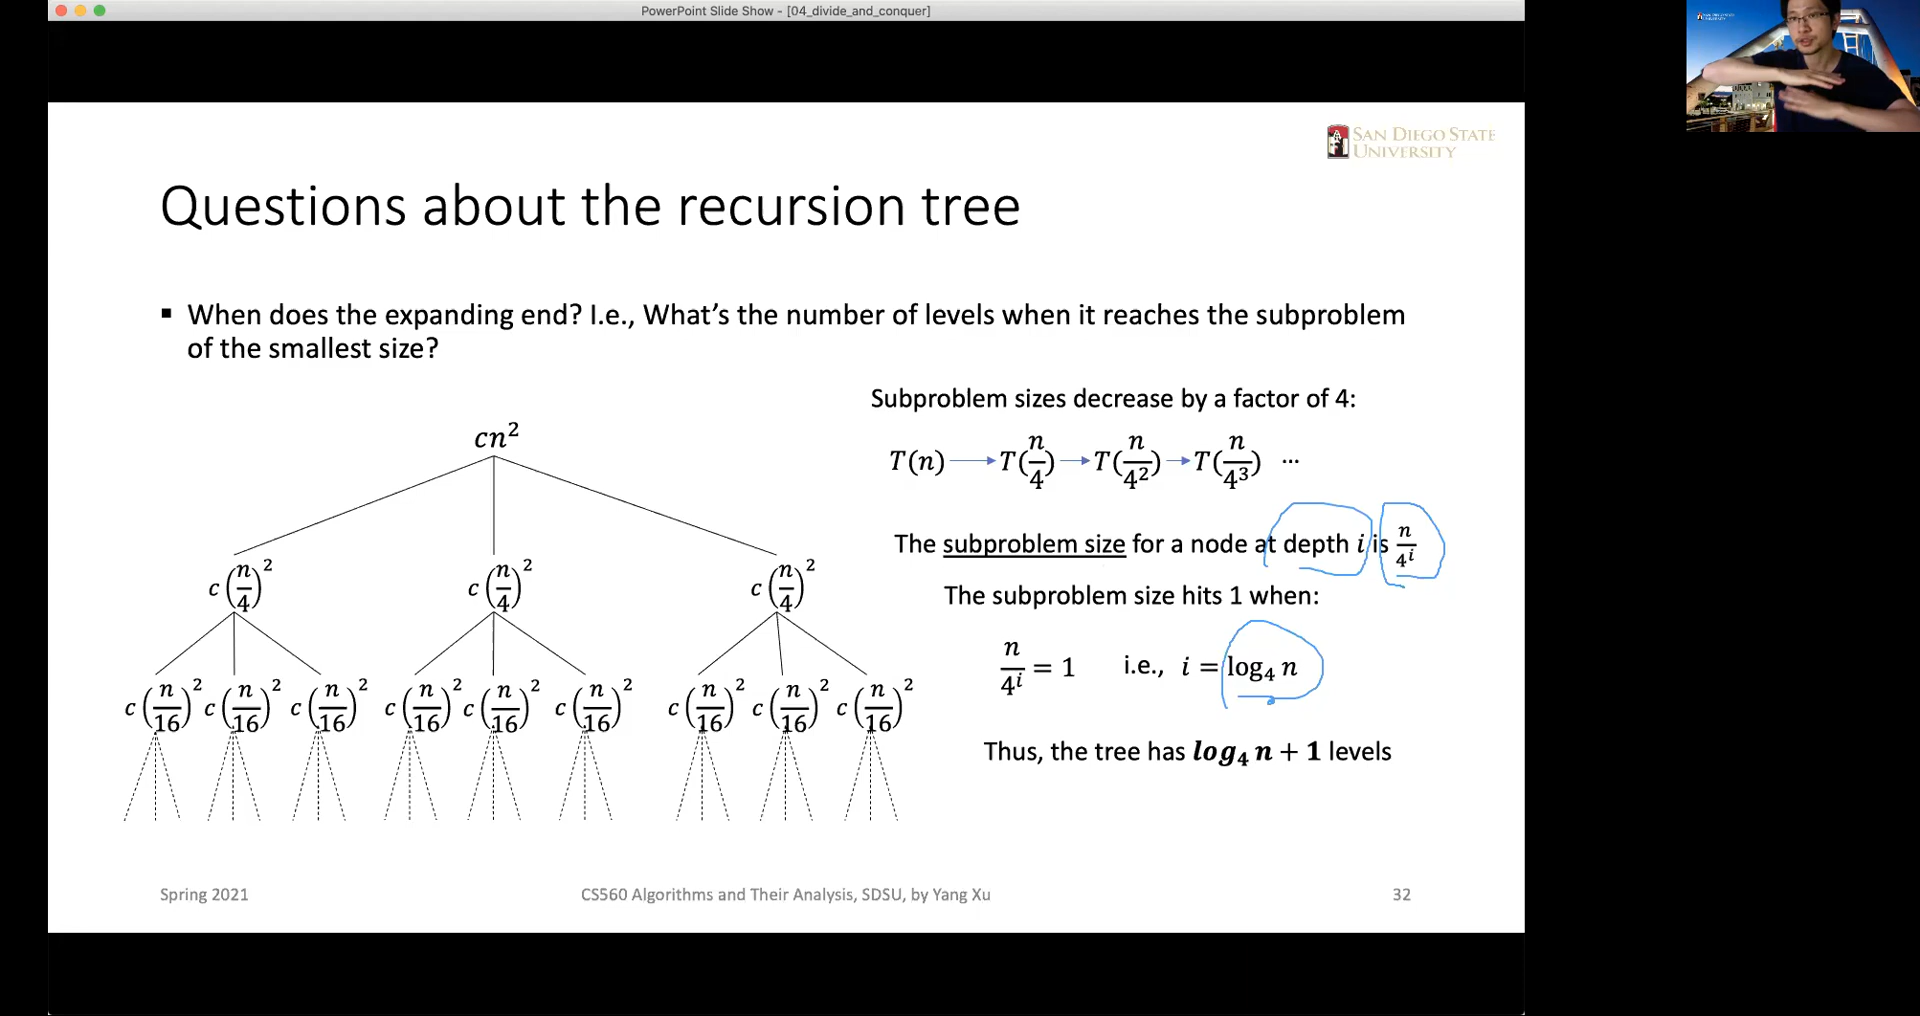 PowerPoint Slide Show - [04_divide_and_conquer]
SAN DIEGO STATE
UNIVERSITY
Questions about the recursion tree
▪ When does the expanding end? I.e., What's the number of levels when it reaches the subproblem
of the smallest size?
cn²
c(n/4)² c(n/4)² c(n/4)²
c(n/16)² c(n/16)² c(n/16)² c(n/16)² c(n/16)² c(n/16)² c(n/16)² c(n/16)² c(n/16)²
Subproblem sizes decrease by a factor of 4:
T(n) → T(n/4) → T(n/4²) → T(n/4³) ...
The subproblem size for a node at depth i is n/4ⁱ
The subproblem size hits 1 when:
n/4ⁱ = 1 i.e., i = log₄ n
Thus, the tree has log₄ n + 1 levels
Spring 2021
CS560 Algorithms and Their Analysis, SDSU, by Yang Xu
32